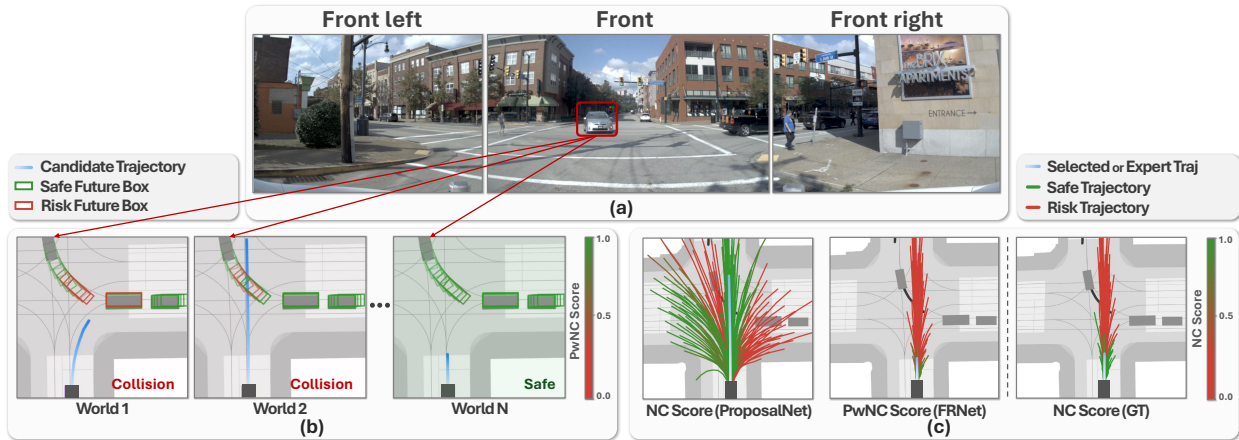 Front left
Front
Front right
THE BRIX
APARTMENTS
ENTRANCE→
(a)
Candidate Trajectory
Safe Future Box
Risk Future Box
Selected or Expert Traj
Safe Trajectory
Risk Trajectory
Collision
World 1
Collision
World 2
Safe
World N
1.0
0.5
0.0
PwNC Score
(b)
NC Score (ProposalNet)
PwNC Score (FRNet)
NC Score (GT)
1.0
0.5
0.0
NC Score
(c)